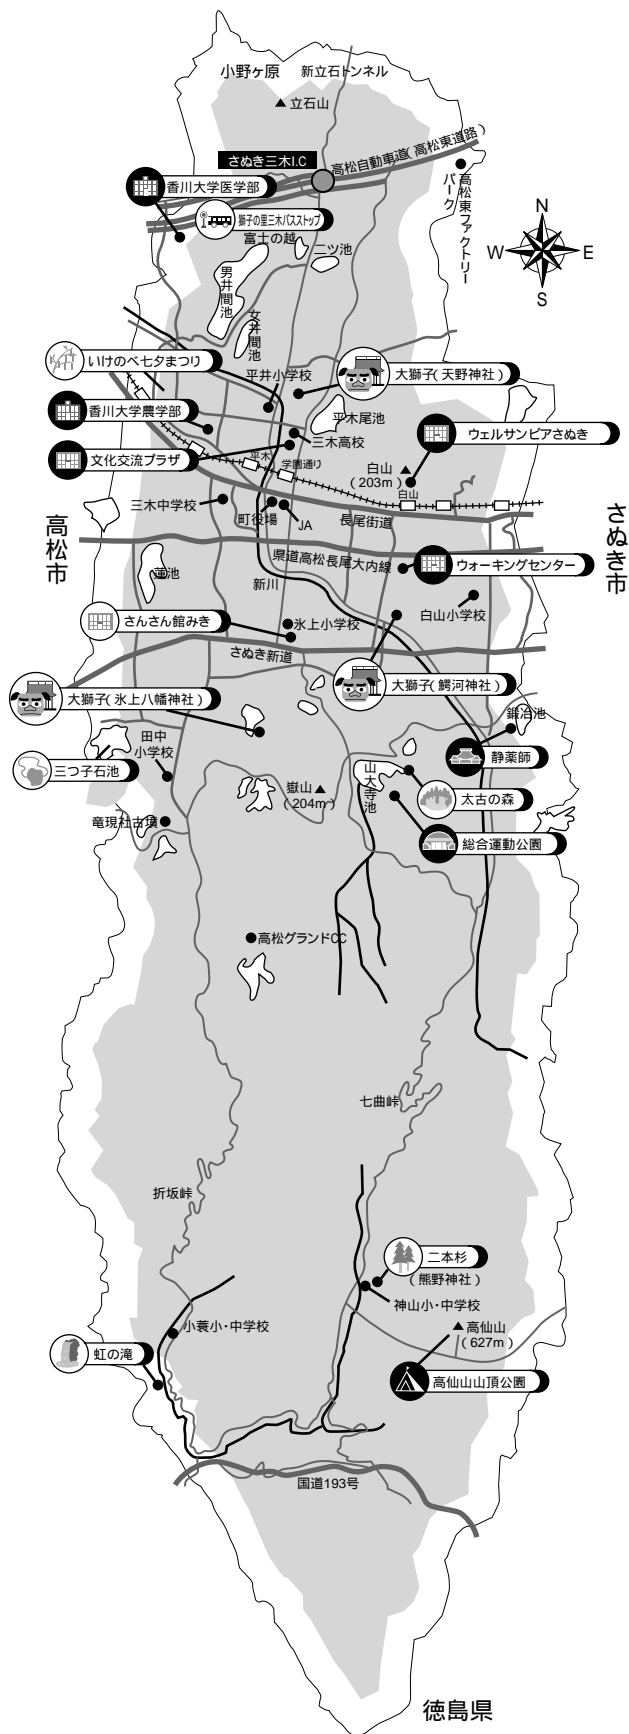 小野ヶ原
新立石トンネル
立石山
さぬき三木I.C
高松自動車道(高松東道路)
高松東ファクトリー
パーク
香川大学医学部
獅子の里三木バスストップ
富士の越
二ツ池
男井間池
女井間池
N
W
E
S
いけのべ七夕まつり
平井小学校
大獅子(天野神社)
香川大学農学部
平木尾池
三木高校
ウェルサンピアさぬき
文化交流プラザ
平木
学園通り
白山
(203m)
白山
三木中学校
町役場
JA
長尾街道
高松市
さぬき市
県道高松長尾大内線
蓮池
新川
ウォーキングセンター
白山小学校
さんさん館みき
氷上小学校
さぬき新道
大獅子(氷上八幡神社)
大獅子(鰐河神社)
鍛冶池
田中
小学校
静薬師
三つ子石池
嶽山
(204m)
山大寺池
太古の森
竜現社古墳
総合運動公園
高松グランドCC
七曲峠
折坂峠
二本杉
(熊野神社)
神山小・中学校
小蓑小・中学校
高仙山
(627m)
虹の滝
高仙山山頂公園
国道193号
徳島県